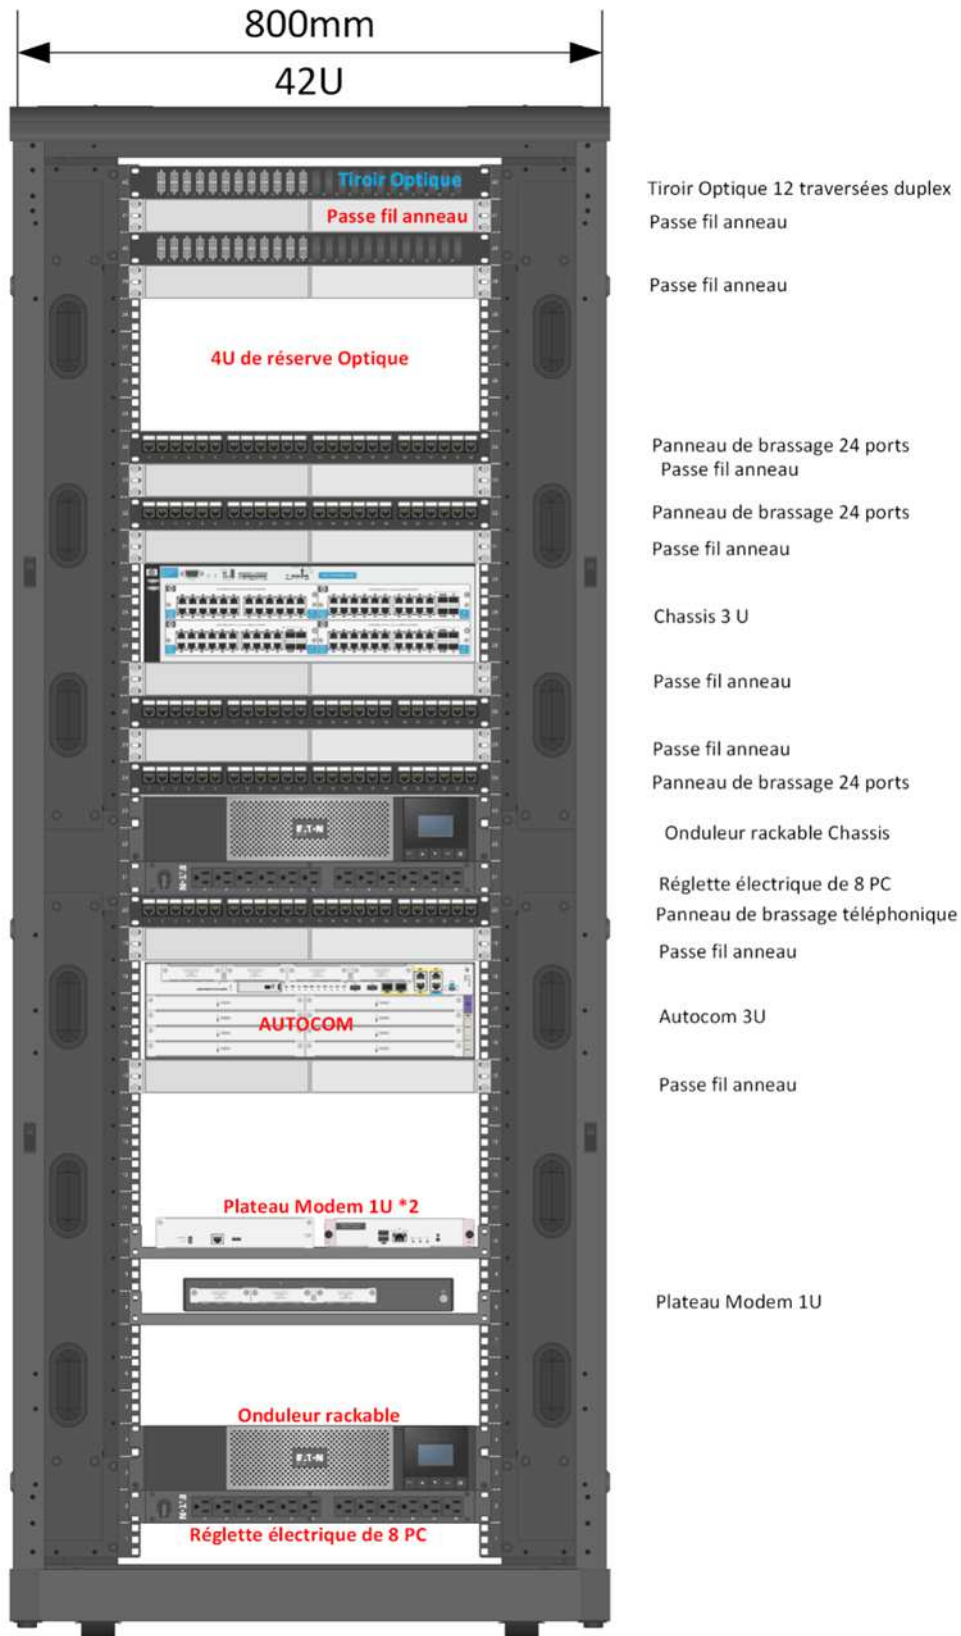 800mm
42U
Tiroir Optique
Tiroir Optique 12 traversées duplex
Passe fil anneau
Passe fil anneau
Passe fil anneau
4U de réserve Optique
Panneau de brassage 24 ports
Passe fil anneau
Panneau de brassage 24 ports
Passe fil anneau
Chassis 3 U
Passe fil anneau
Passe fil anneau
Panneau de brassage 24 ports
EATON
Onduleur rackable Chassis
Réglette électrique de 8 PC
Panneau de brassage téléphonique
Passe fil anneau
AUTOCOM
Autocom 3U
Passe fil anneau
Plateau Modem 1U *2
Plateau Modem 1U
Onduleur rackable
EATON
Réglette électrique de 8 PC